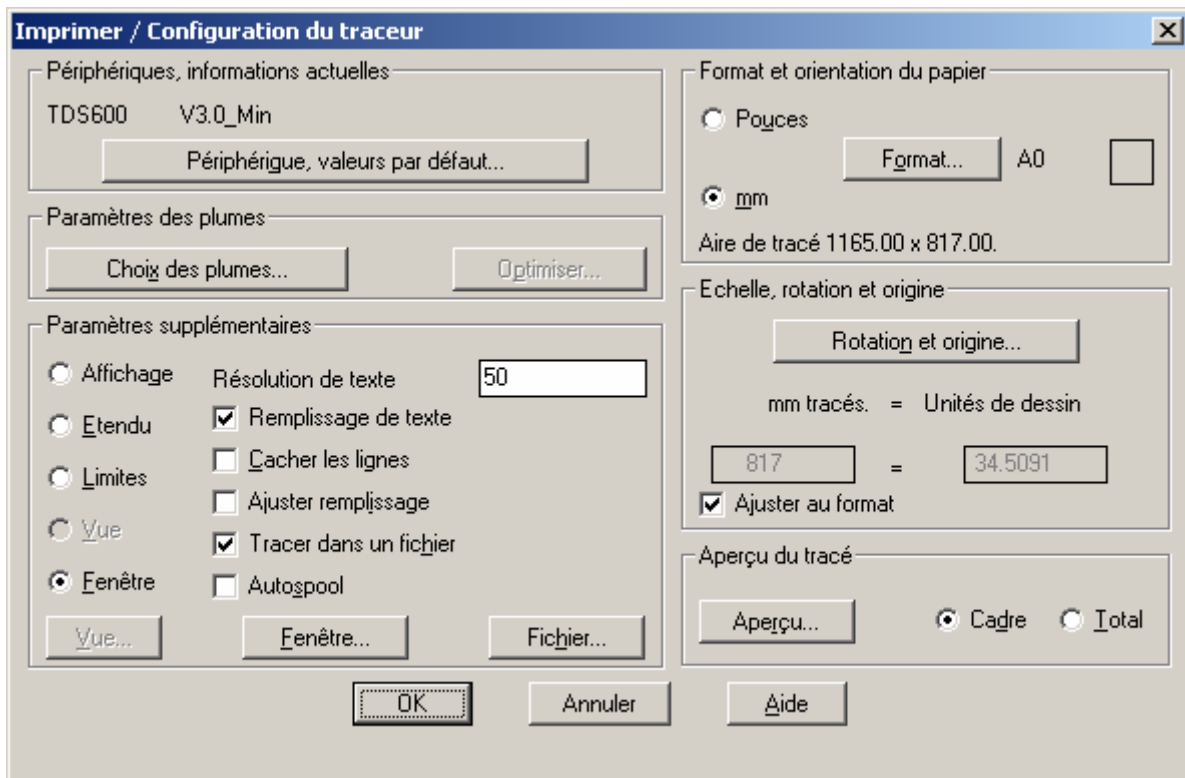 Imprimer / Configuration du traceur
Périphériques, informations actuelles
TDS600 V3.0_Min
Périphérigue, valeurs par défaut...
Paramètres des plumes
Choix des plumes... Optimiser...
Paramètres supplémentaires
Affichage
Etendu
Limites
Vue
Fenêtre
Résolution de texte 50
Remplissage de texte
Cacher les lignes
Ajuster remplissage
Tracer dans un fichier
Autospool
Vue... Fenêtre... Fichier...
Format et orientation du papier
Pouces
Format... A0
mm
Aire de tracé 1165.00 x 817.00.
Echelle, rotation et origine
Rotation et origine...
mm tracés. = Unités de dessin
817 = 34.5091
Ajuster au format
Aperçu du tracé
Aperçu... Cadre Total
OK Annuler Aide